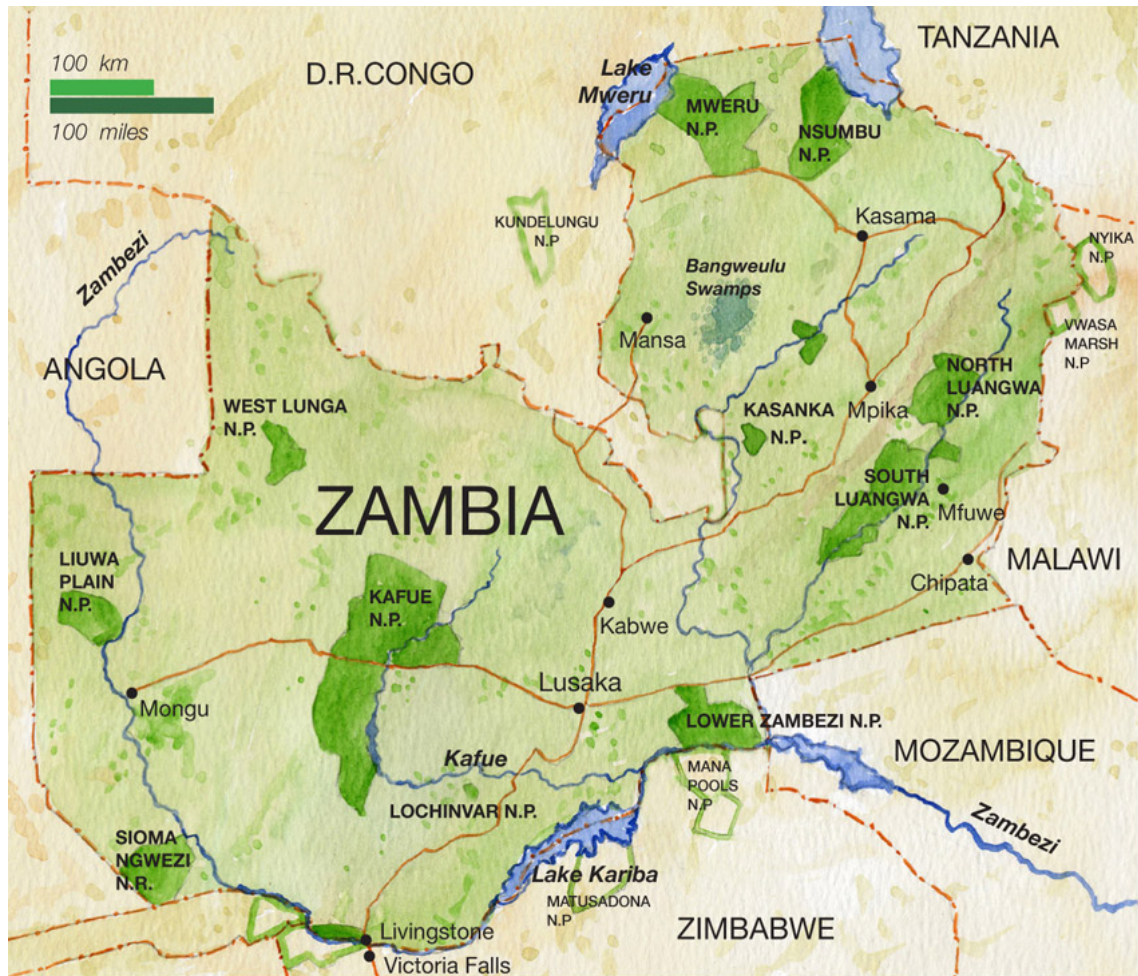 100 km
100 miles
D.R.CONGO
TANZANIA
Lake
Mweru
MWERU
N.P.
NSUMBU
N.P.
KUNDELUNGU
N.P
Kasama
NYIKA
N.P
Zambezi
Bangweulu
Swamps
Mansa
VWASA
MARSH
N.P
ANGOLA
NORTH
LUANGWA
N.P.
Mpika
WEST LUNGA
N.P.
KASANKA
N.P.
ZAMBIA
SOUTH
LUANGWA
N.P.
Mfuwe
LIUWA
PLAIN
N.P.
MALAWI
Chipata
KAFUE
N.P.
Kabwe
Lusaka
Mongu
LOWER ZAMBEZI N.P.
MOZAMBIQUE
Kafue
MANA
POOLS
N.P
LOCHINVAR N.P.
Zambezi
SIOMA
NGWEZI
N.R.
Lake Kariba
MATUSADONA
N.P
ZIMBABWE
Livingstone
Victoria Falls